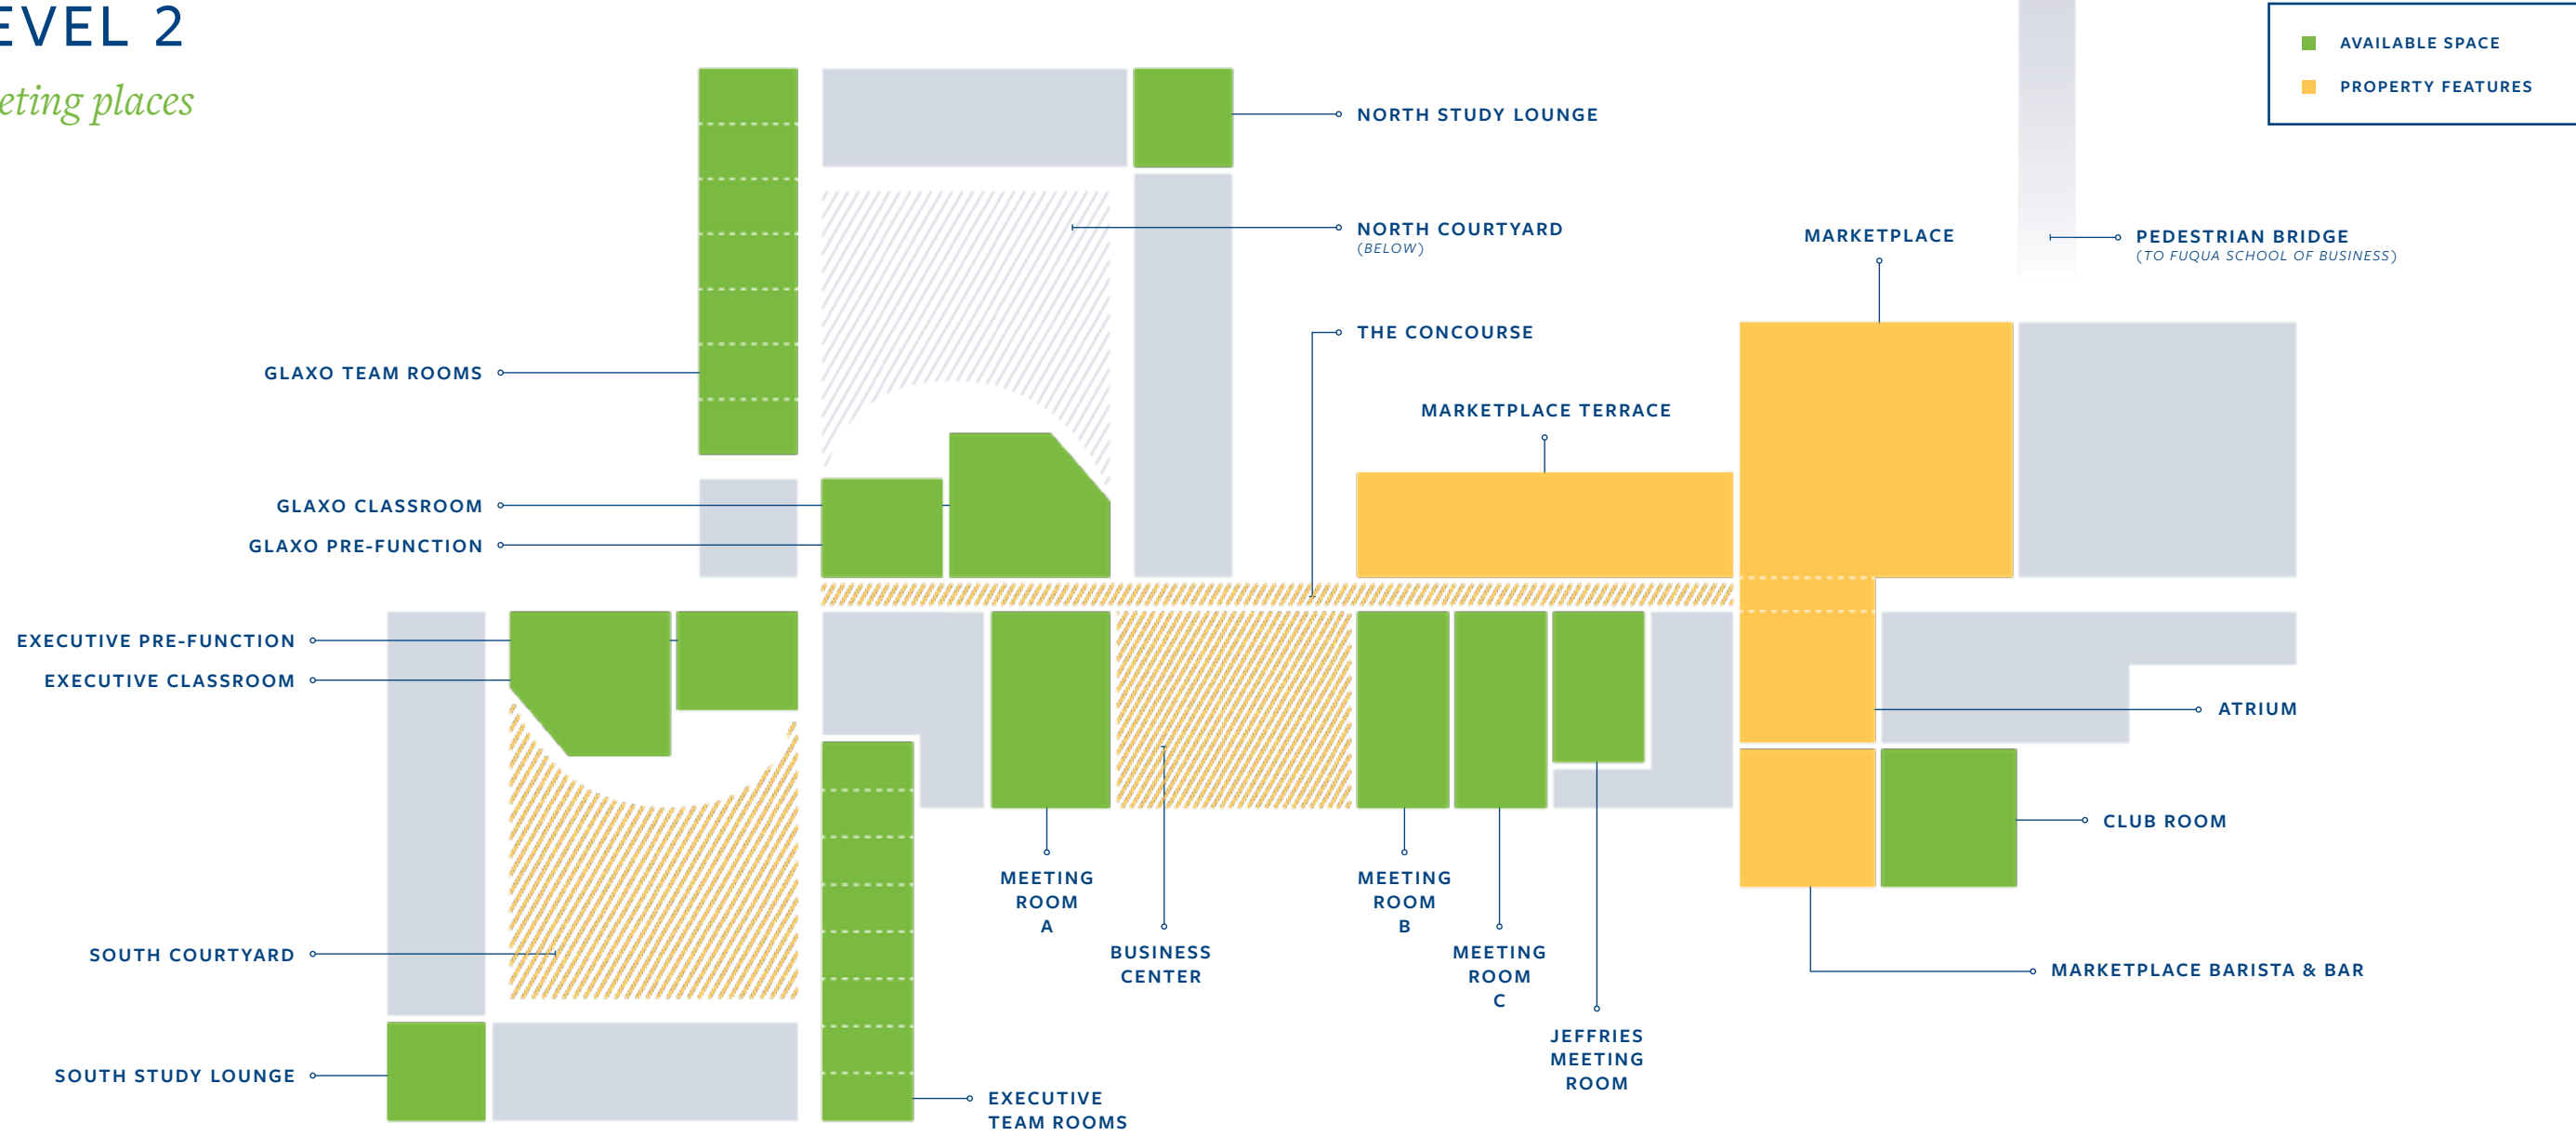 EVEL 2
eting places
AVAILABLE SPACE
PROPERTY FEATURES
NORTH STUDY LOUNGE
NORTH COURTYARD
(BELOW)
MARKETPLACE
PEDESTRIAN BRIDGE
(TO FUQUA SCHOOL OF BUSINESS)
THE CONCOURSE
GLAXO TEAM ROOMS
MARKETPLACE TERRACE
GLAXO CLASSROOM
GLAXO PRE-FUNCTION
EXECUTIVE PRE-FUNCTION
EXECUTIVE CLASSROOM
ATRIUM
CLUB ROOM
MEETING
ROOM
A
MEETING
ROOM
B
BUSINESS
CENTER
MEETING
ROOM
C
SOUTH COURTYARD
MARKETPLACE BARISTA & BAR
JEFFRIES
MEETING
ROOM
SOUTH STUDY LOUNGE
EXECUTIVE
TEAM ROOMS